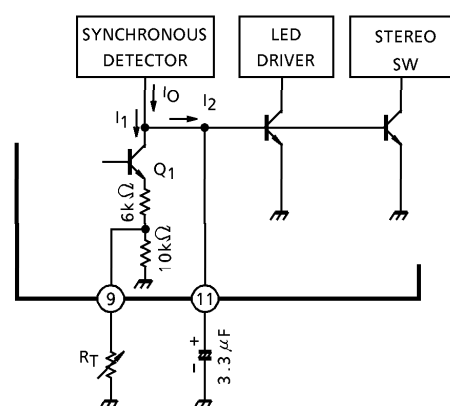 SYNCHRONOUS
DETECTOR
LED
DRIVER
STEREO
SW
IO
I1
I2
Q1
6kΩ
10kΩ
9
11
RT
+
−
3.3μF